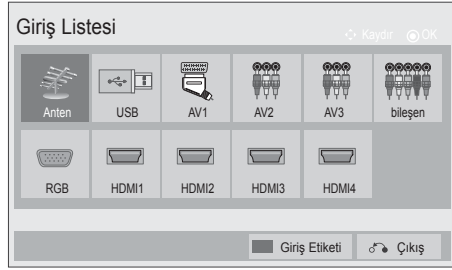 Giriş Listesi
Kaydır OK
Anten USB AV1 AV2 AV3 bileşen
RGB HDMI1 HDMI2 HDMI3 HDMI4
Giriş Etiketi Çıkış